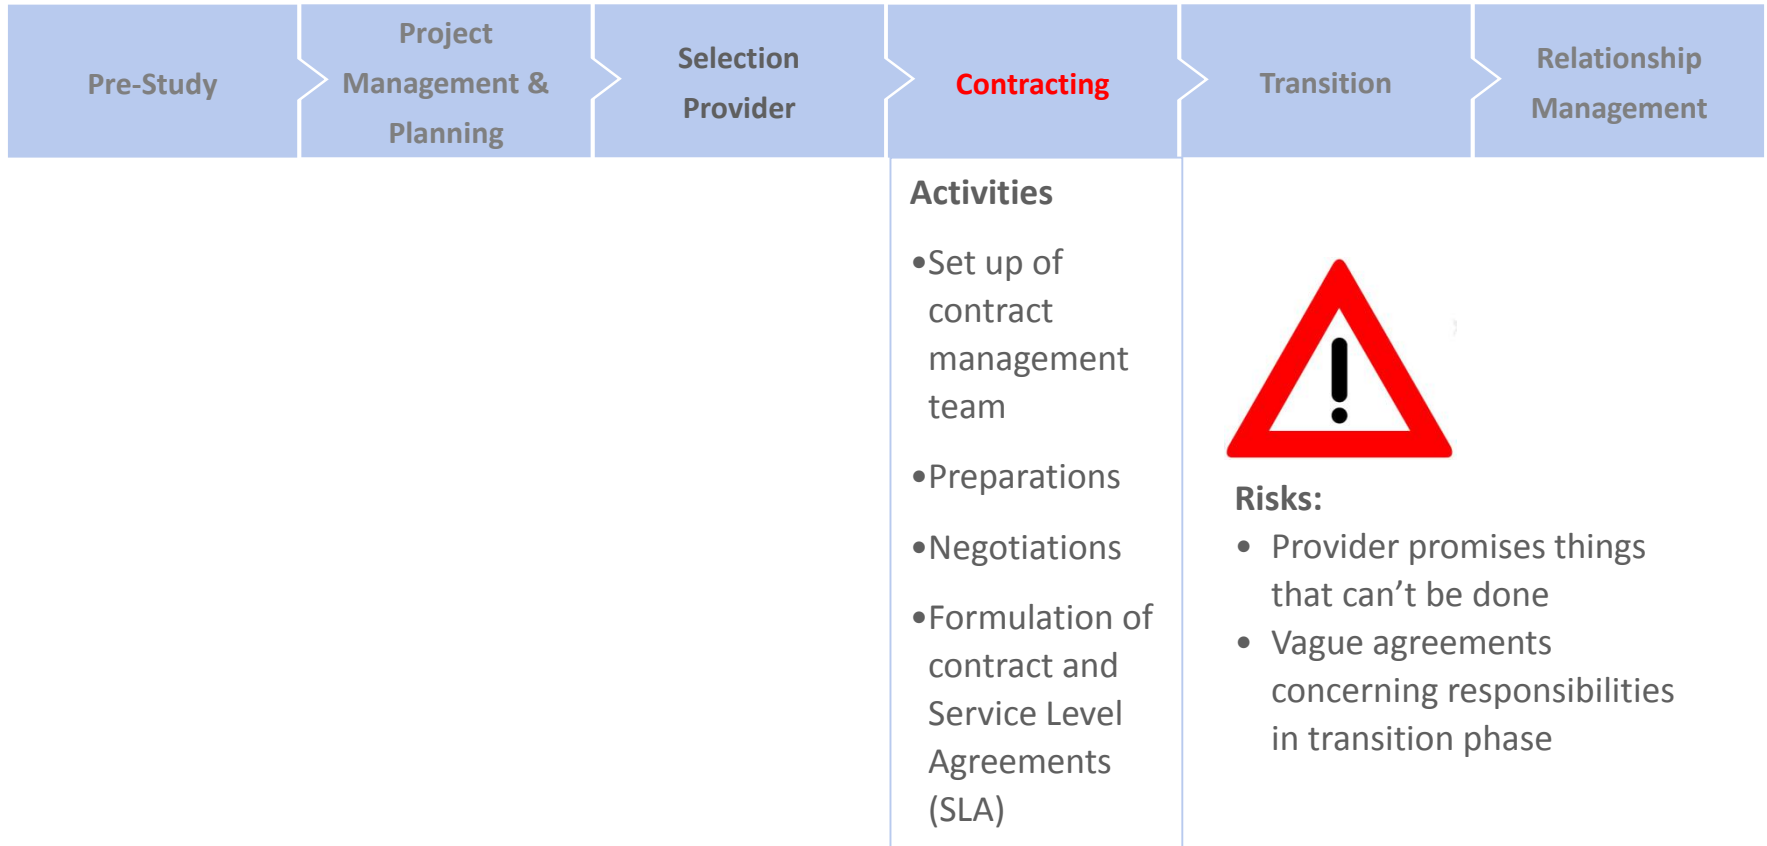 Pre-Study
Project
Management &
Planning
Selection
Provider
Contracting
Transition
Relationship
Management
Activities
•Set up of
contract
management
team
•Preparations
•Negotiations
•Formulation of
contract and
Service Level
Agreements
(SLA)
Risks:
• Provider promises things
that can’t be done
• Vague agreements
concerning responsibilities
in transition phase